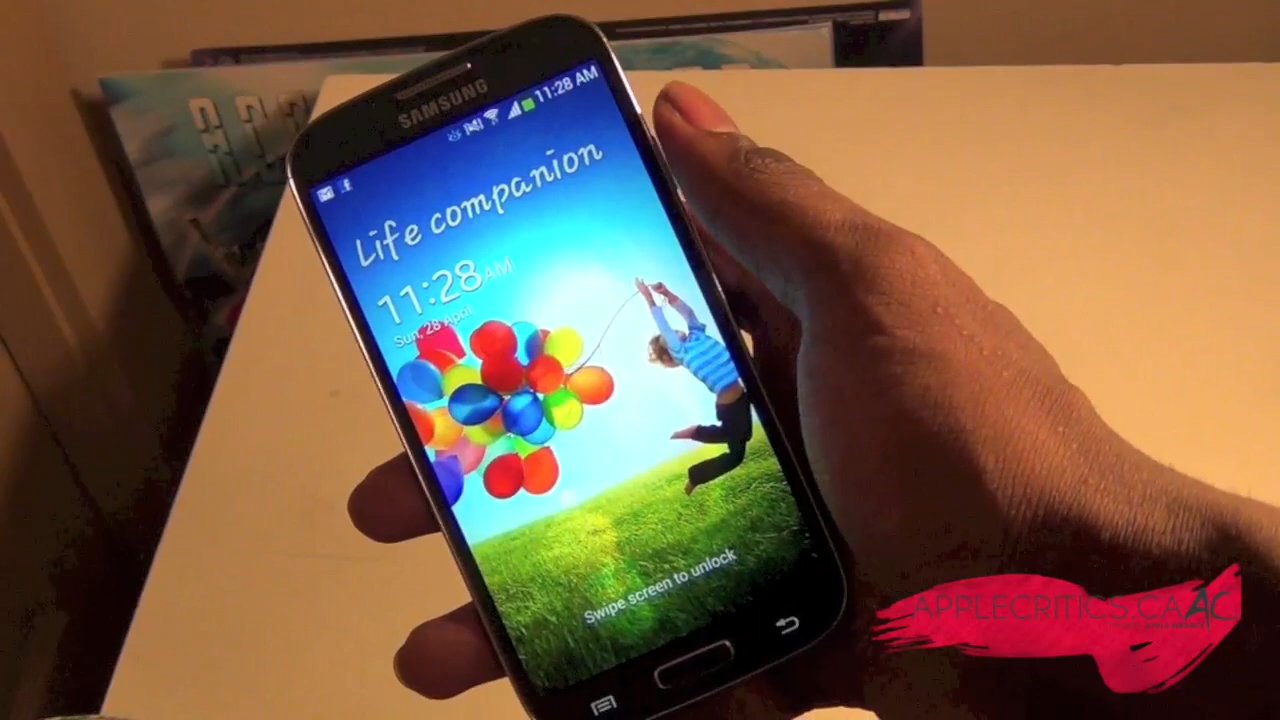 SAMSUNG
11:28 AM
Life companion
11:28 AM
Sun, 28 April
Swipe screen to unlock
APPLECRITICS.CA AC